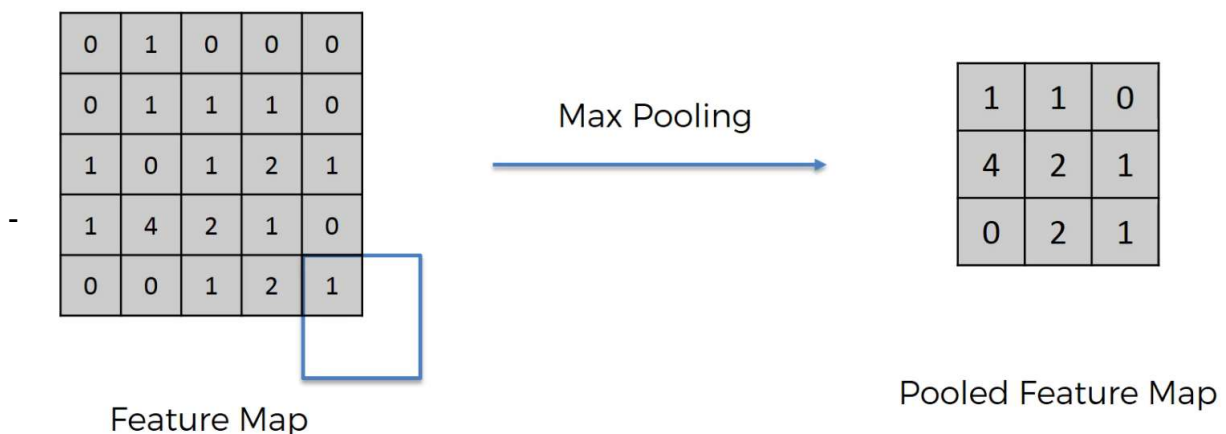 0 1 0 0 0
0 1 1 1 0
1 0 1 2 1
- 1 4 2 1 0
0 0 1 2 1
Feature Map
Max Pooling
1 1 0
4 2 1
0 2 1
Pooled Feature Map